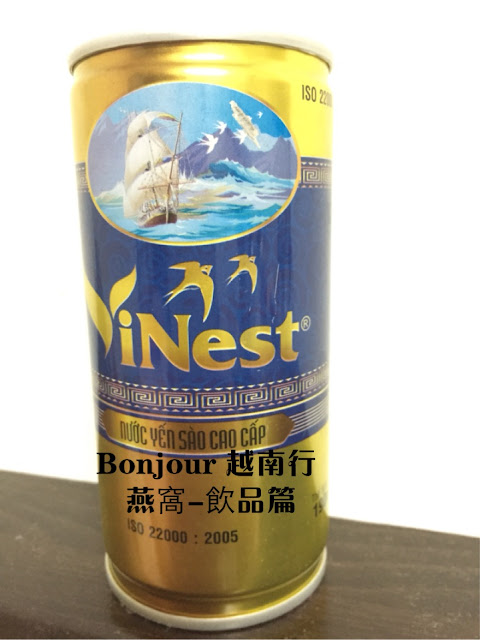 ISO 2200
ViNest®
NƯỚC YẾN SÀO CAO CẤP
Bonjour 越南行
燕窩-飲品篇
ISO 22000 : 2005